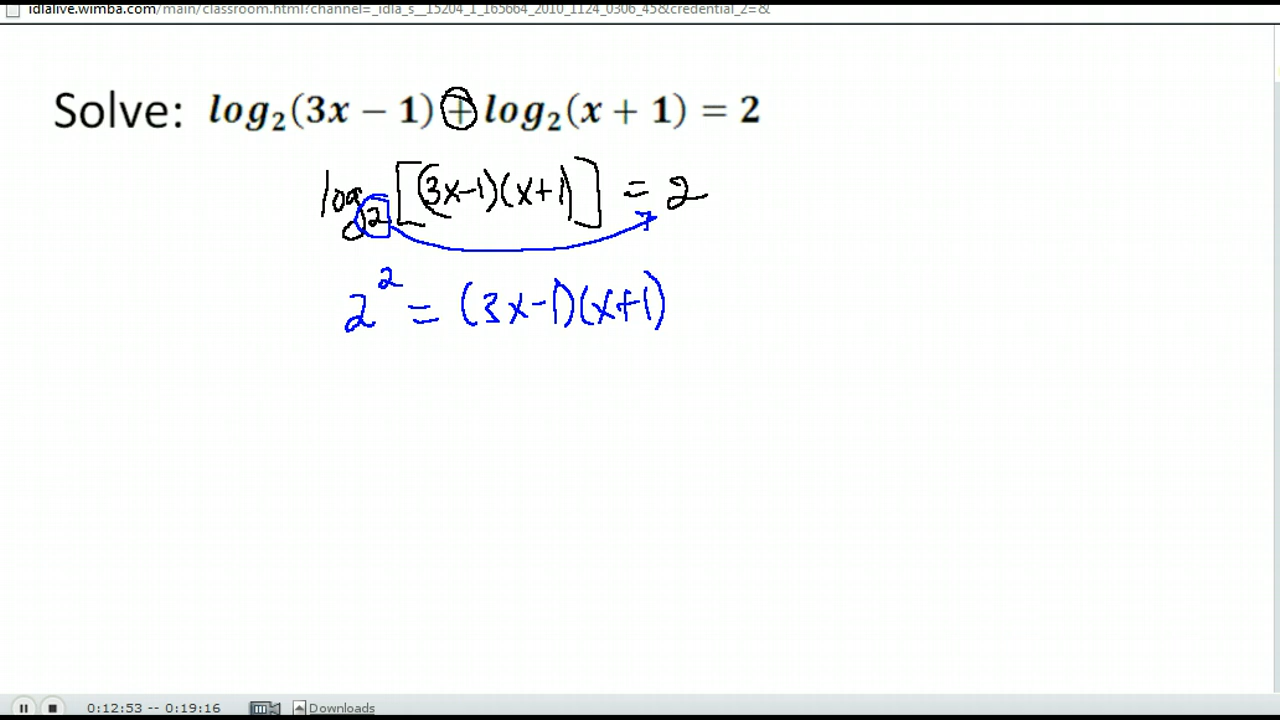 idlalive.wimba.com/main/classroom.html?channel=_idla_s__15204_1_165664_2010_1124_0306_45&credential_2=&
Solve: log₂(3x − 1) + log₂(x + 1) = 2
log₂[(3x-1)(x+1)] = 2
2² = (3x-1)(x+1)
0:12:53 -- 0:19:16 Downloads